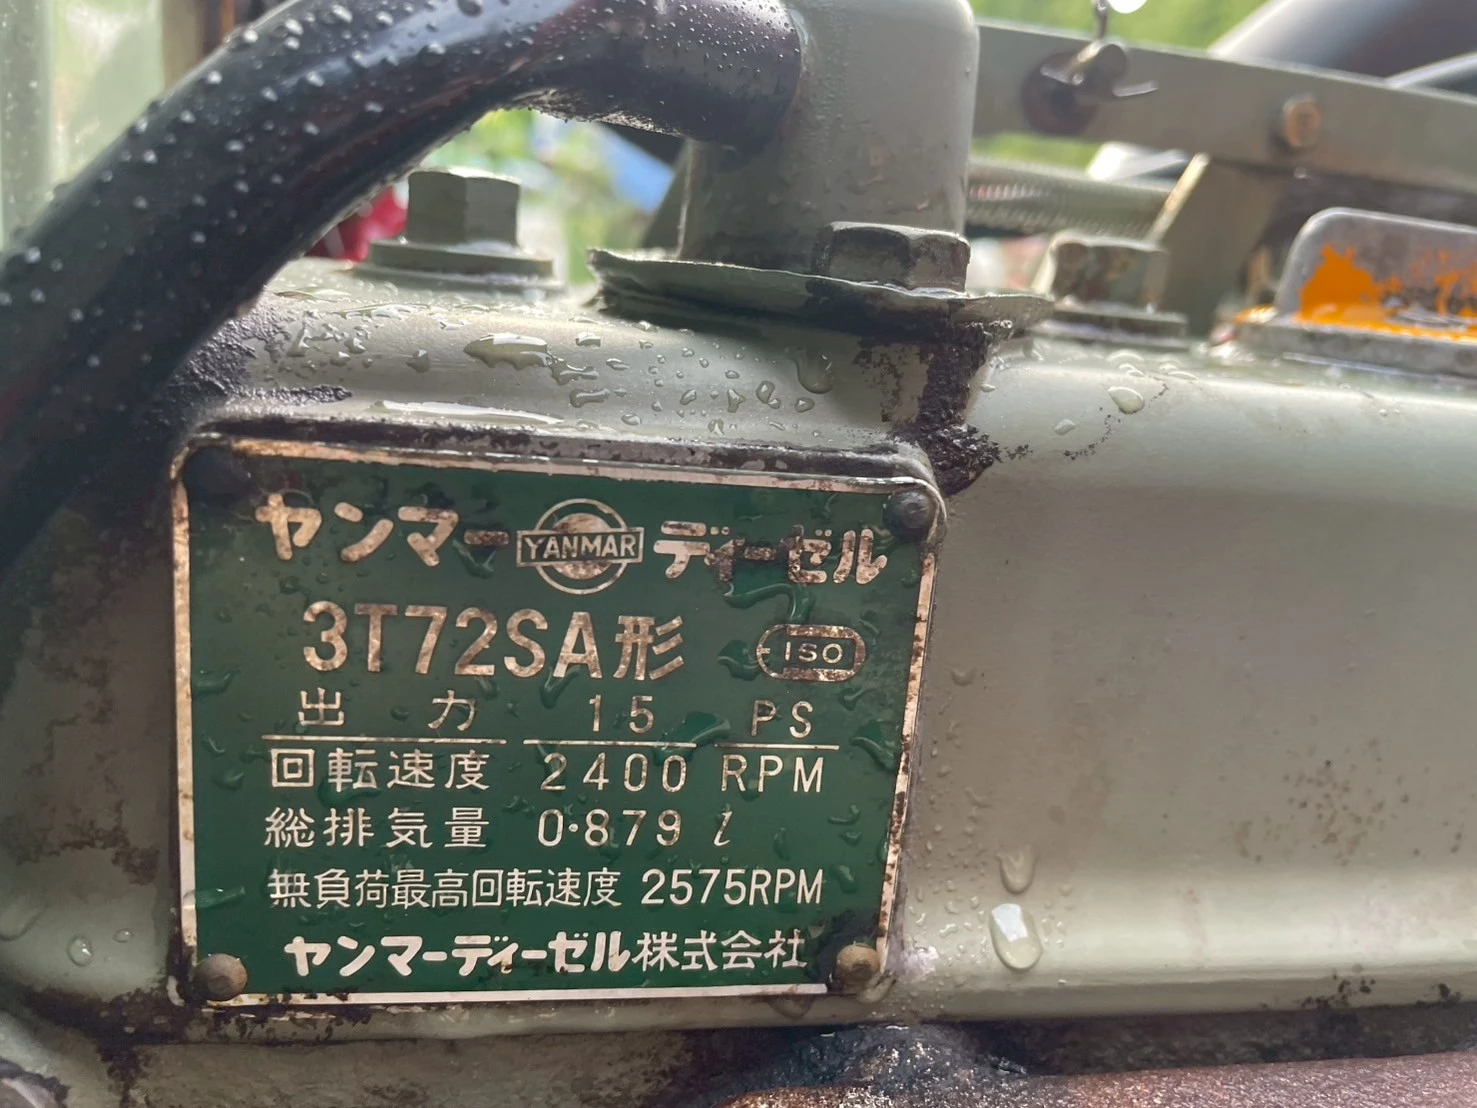 ヤンマー YANMAR ディーゼル
3T72SA形 ISO
出力 15 PS
回転速度 2400 RPM
総排気量 0·879 l
無負荷最高回転速度 2575RPM
ヤンマーディーゼル株式会社